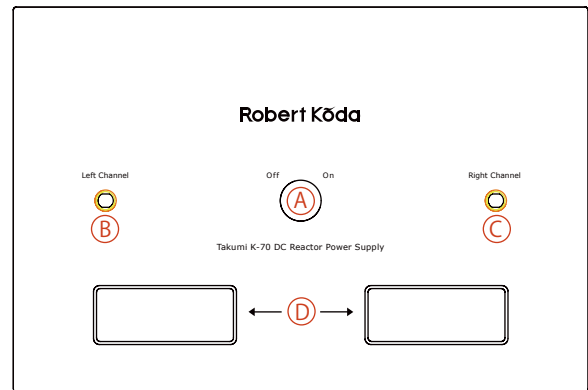 Robert Kōda
Left Channel
Off On
Right Channel
A
B
C
Takumi K-70 DC Reactor Power Supply
D